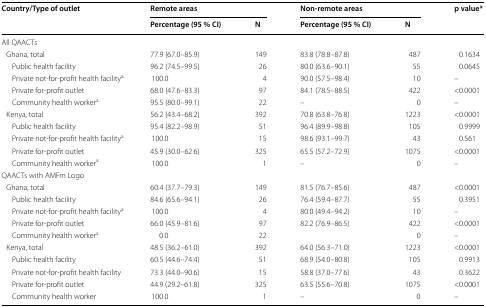 Country/Type of outlet Remote areas Non-remote areas p value*
Percentage (95 % CI) N Percentage (95 % CI) N
All QAACTs
Ghana, total 77.9 (67.0–85.9) 149 83.8 (78.8–87.8) 487 0.1634
Public health facility 96.2 (74.5–99.5) 26 80.0 (63.6–90.1) 55 0.0645
Private not-for-profit health facilityᵃ 100.0 4 90.0 (57.5–98.4) 10 –
Private for-profit outlet 68.0 (47.6–83.3) 97 84.1 (78.5–88.5) 422 <0.0001
Community health workerᵃ 95.5 (80.0–99.1) 22 – 0 –
Kenya, total 56.2 (43.4–68.2) 392 70.8 (63.8–76.8) 1223 <0.0001
Public health facility 95.4 (82.2–98.9) 51 96.4 (89.9–98.8) 105 0.9999
Private not-for-profit health facilityᵃ 100.0 15 98.6 (93.1–99.7) 43 0.561
Private for-profit outlet 45.9 (30.0–62.6) 325 65.5 (57.2–72.9) 1075 <0.0001
Community health workerᵃ 100.0 1 – 0 –
QAACTs with AMFm Logo
Ghana, total 60.4 (37.7–79.3) 149 81.5 (76.7–85.6) 487 <0.0001
Public health facility 84.6 (65.6–94.1) 26 76.4 (59.4–87.7) 55 0.3951
Private not-for-profit health facilityᵃ 100.0 4 80.0 (49.4–94.2) 10 –
Private for-profit outlet 66.0 (45.9–81.6) 97 82.2 (76.9–86.5) 422 <0.0001
Community health workerᵃ 0.0 22 0 –
Kenya, total 48.5 (36.2–61.0) 392 64.0 (56.3–71.0) 1223 <0.0001
Public health facility 60.5 (44.6–74.4) 51 68.9 (54.0–80.8) 105 0.9913
Private not-for-profit health facility 73.3 (44.0–90.6) 15 58.8 (37.0–77.6) 43 0.3622
Private for-profit outlet 44.9 (29.2–61.8) 325 63.5 (55.6–70.8) 1075 <0.0001
Community health worker 100.0 1 – 0 –